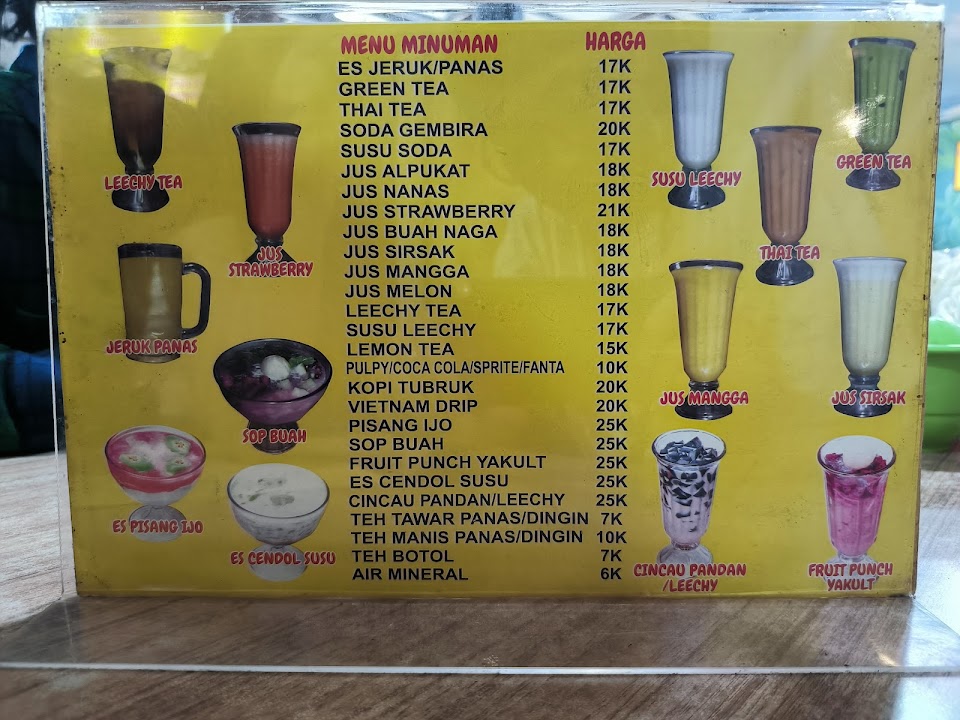 MENU MINUMAN HARGA
ES JERUK/PANAS 17K
GREEN TEA 17K
THAI TEA 17K
SODA GEMBIRA 20K
SUSU SODA 17K
JUS ALPUKAT 18K
JUS NANAS 18K
JUS STRAWBERRY 21K
JUS BUAH NAGA 18K
JUS SIRSAK 18K
JUS MANGGA 18K
JUS MELON 18K
LEECHY TEA 17K
SUSU LEECHY 17K
LEMON TEA 15K
PULPY/COCA COLA/SPRITE/FANTA 10K
KOPI TUBRUK 20K
VIETNAM DRIP 20K
PISANG IJO 25K
SOP BUAH 25K
FRUIT PUNCH YAKULT 25K
ES CENDOL SUSU 25K
CINCAU PANDAN/LEECHY 25K
TEH TAWAR PANAS/DINGIN 7K
TEH MANIS PANAS/DINGIN 10K
TEH BOTOL 7K
AIR MINERAL 6K
LEECHY TEA
JUS
STRAWBERRY
JERUK PANAS
SOP BUAH
ES PISANG IJO
ES CENDOL SUSU
SUSU LEECHY
GREEN TEA
THAI TEA
JUS MANGGA
JUS SIRSAK
CINCAU PANDAN
/LEECHY
FRUIT PUNCH
YAKULT